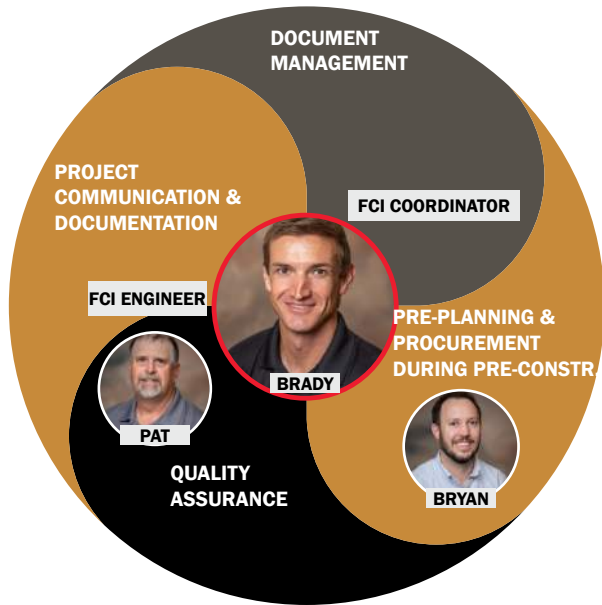 DOCUMENT
MANAGEMENT
PROJECT
COMMUNICATION &
DOCUMENTATION
FCI COORDINATOR
FCI ENGINEER
BRADY
PRE-PLANNING &
PROCUREMENT
DURING PRE-CONSTR.
PAT
QUALITY
ASSURANCE
BRYAN